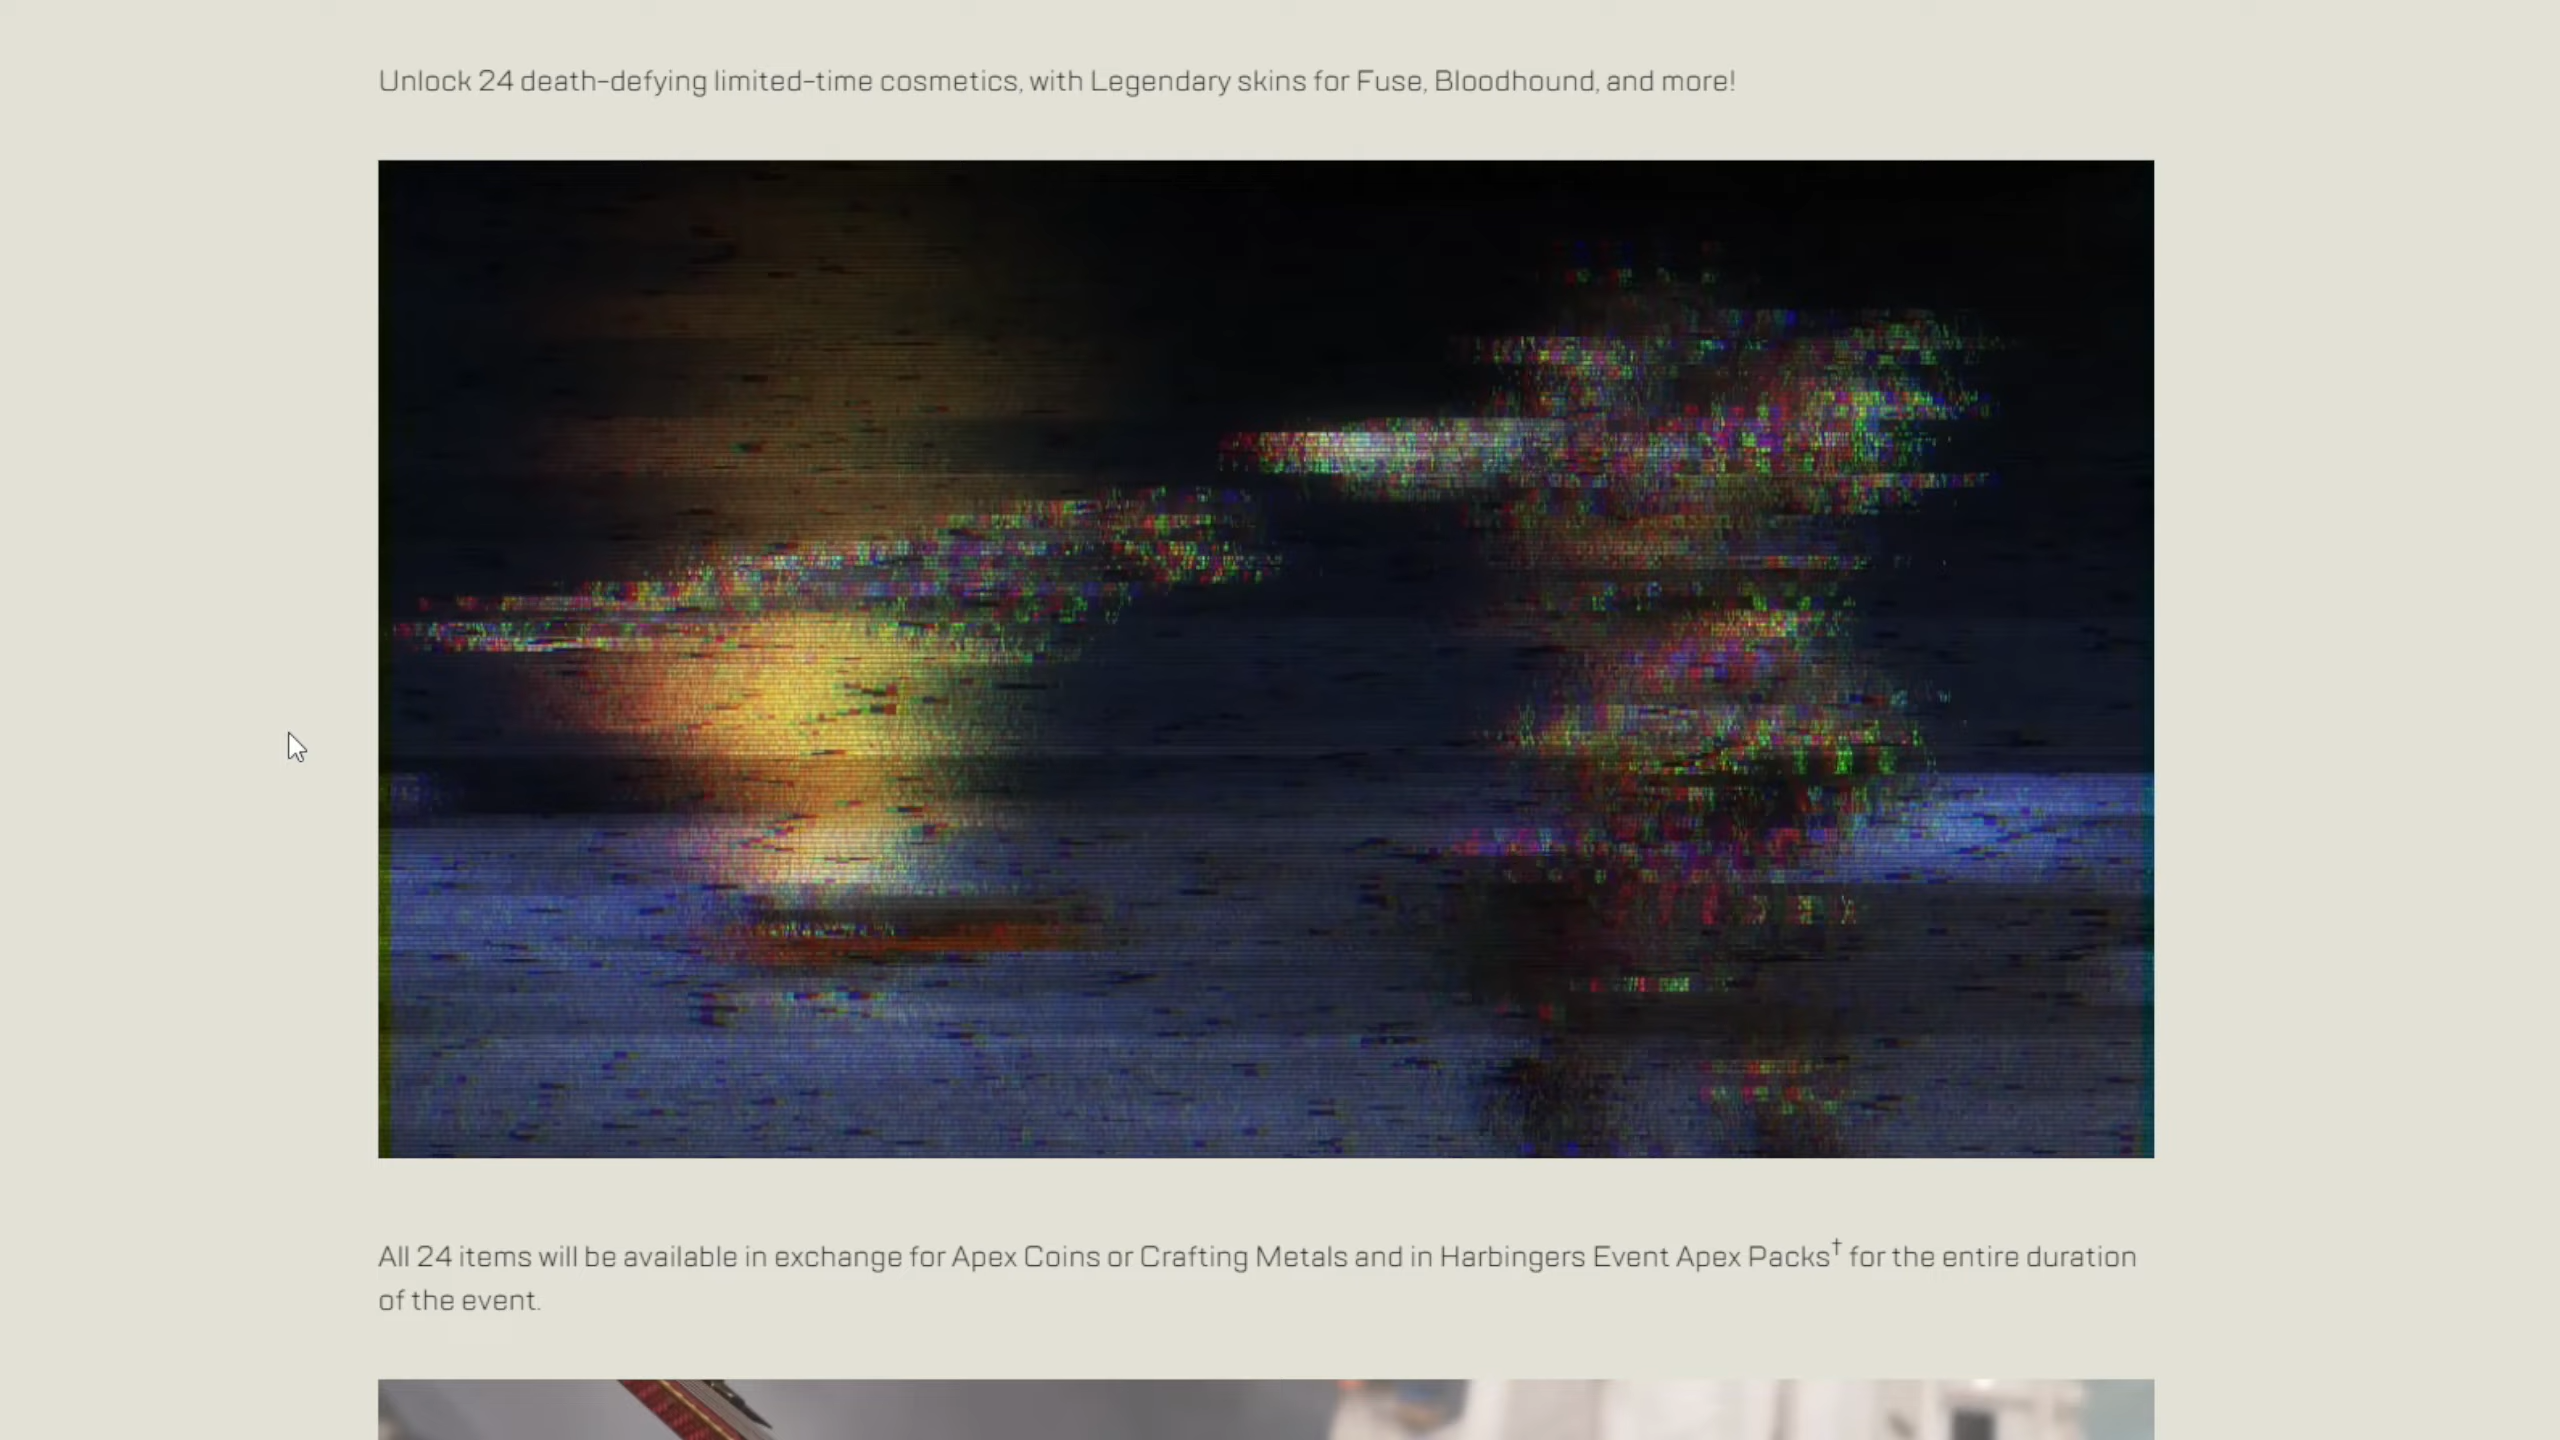 Unlock 24 death-defying limited-time cosmetics, with Legendary skins for Fuse, Bloodhound, and more!
All 24 items will be available in exchange for Apex Coins or Crafting Metals and in Harbingers Event Apex Packs† for the entire duration
of the event.